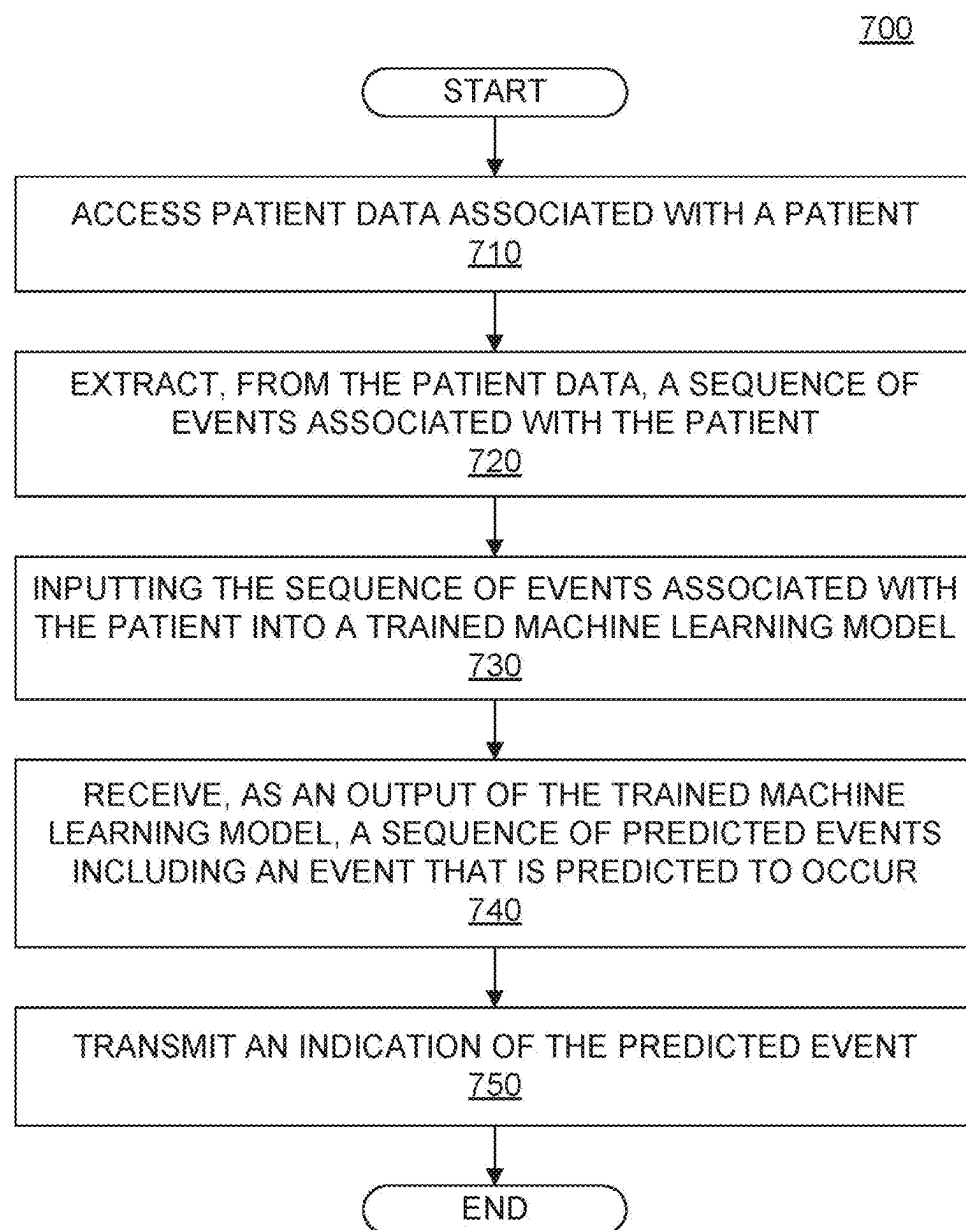 700
START
ACCESS PATIENT DATA ASSOCIATED WITH A PATIENT
710
EXTRACT, FROM THE PATIENT DATA, A SEQUENCE OF
EVENTS ASSOCIATED WITH THE PATIENT
720
INPUTTING THE SEQUENCE OF EVENTS ASSOCIATED WITH
THE PATIENT INTO A TRAINED MACHINE LEARNING MODEL
730
RECEIVE, AS AN OUTPUT OF THE TRAINED MACHINE
LEARNING MODEL, A SEQUENCE OF PREDICTED EVENTS
INCLUDING AN EVENT THAT IS PREDICTED TO OCCUR
740
TRANSMIT AN INDICATION OF THE PREDICTED EVENT
750
END